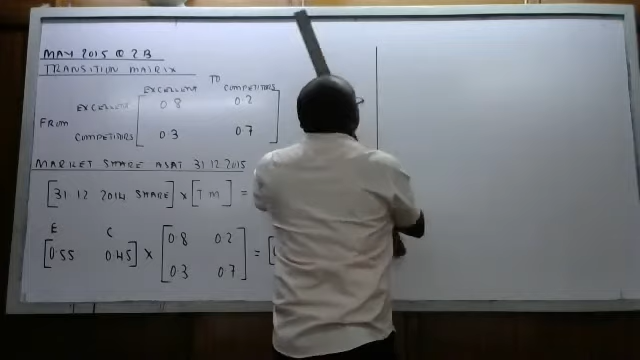 MAY 2015 Q 2B
TRANSITION MATRIX
TO
EXCELLENT COMPETITORS
EXCELLENT 0.8 0.2
FROM
COMPETITORS 0.3 0.7
MARKET SHARE AS AT 31.12.2015
[31 12 2014 SHARE] × [T M] =
E C
[0.55 0.45] × [0.8 0.2
0.3 0.7] = [